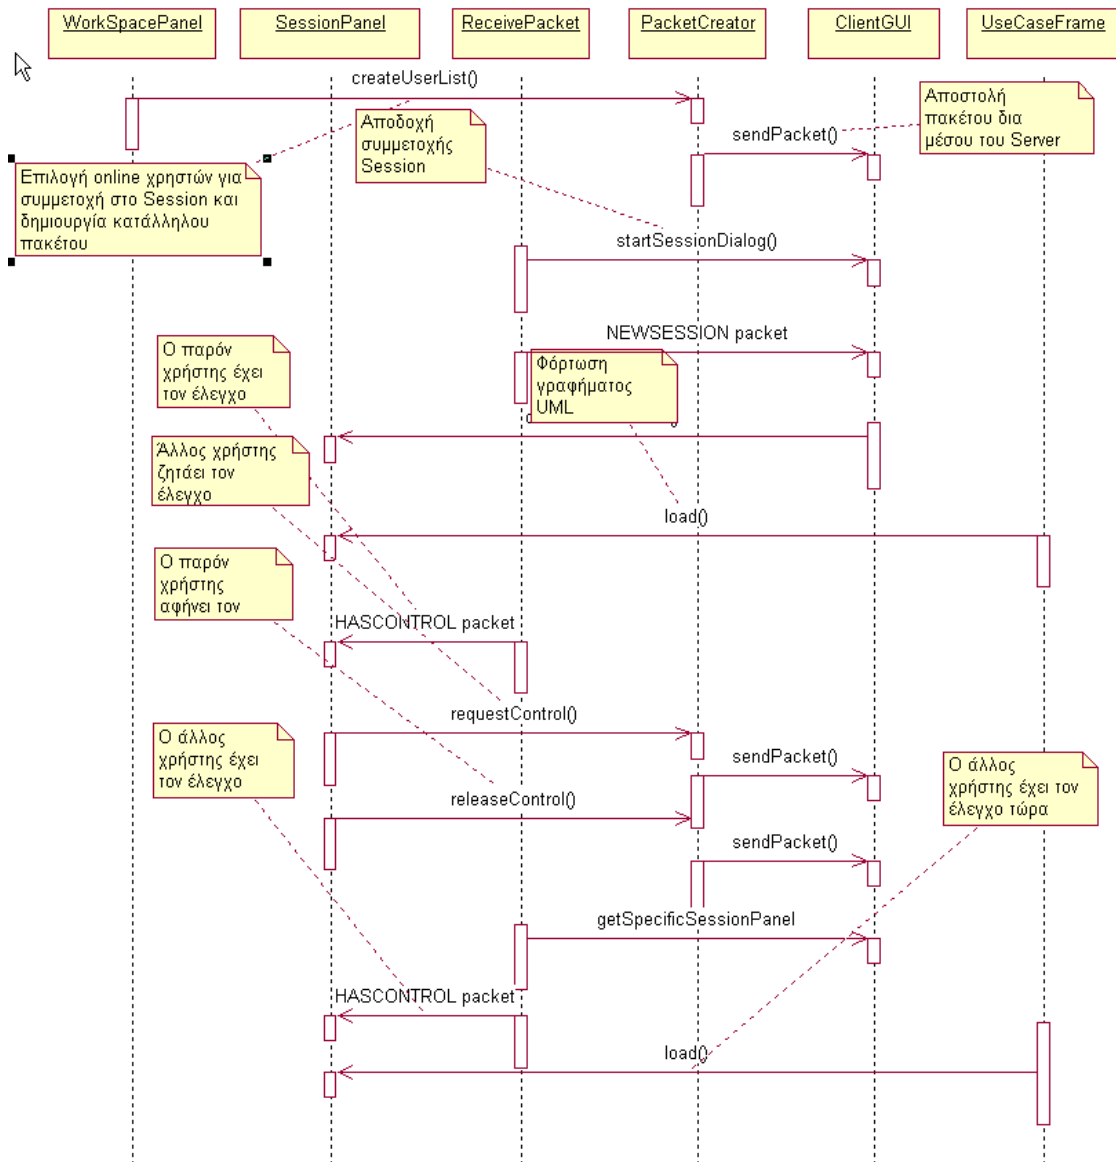 WorkSpacePanel
SessionPanel
ReceivePacket
PacketCreator
ClientGUI
UseCaseFrame
createUserList()
Αποστολή
πακέτου δια
μέσου του Server
Αποδοχή
συμμετοχής
Session
sendPacket()
Επιλογή online χρηστών για
συμμετοχή στο Session και
δημιουργία κατάλληλου
πακέτου
startSessionDialog()
NEWSESSION packet
Ο παρόν
χρήστης έχει
τον έλεγχο
Φόρτωση
γραφήματος
UML
Άλλος χρήστης
ζητάει τον
έλεγχο
load()
Ο παρόν
χρήστης
αφήνει τον
HASCONTROL packet
requestControl()
Ο άλλος
χρήστης έχει
τον έλεγχο
sendPacket()
Ο άλλος
χρήστης έχει τον
έλεγχο τώρα
releaseControl()
sendPacket()
getSpecificSessionPanel
HASCONTROL packet
load()